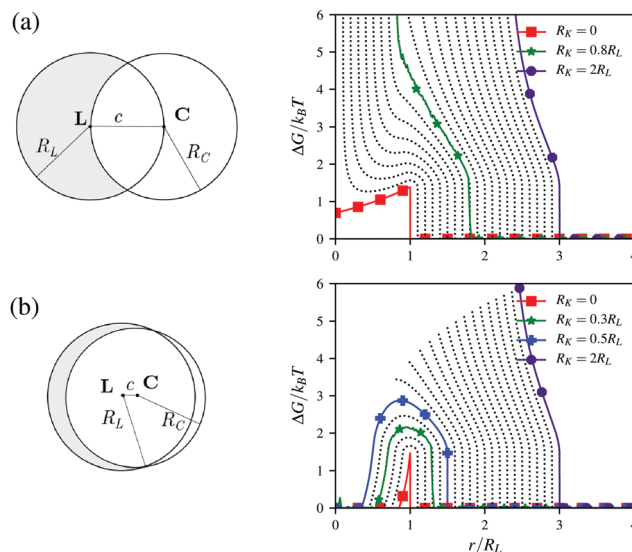 (a)
L c C
R_L
R_C
ΔG/k_BT
6
5
4
3
2
1
0
0 1 2 3 4
R_K = 0
R_K = 0.8R_L
R_K = 2R_L
(b)
L c C
R_L
R_C
ΔG/k_BT
6
5
4
3
2
1
0
0 1 2 3 4
r/R_L
R_K = 0
R_K = 0.3R_L
R_K = 0.5R_L
R_K = 2R_L